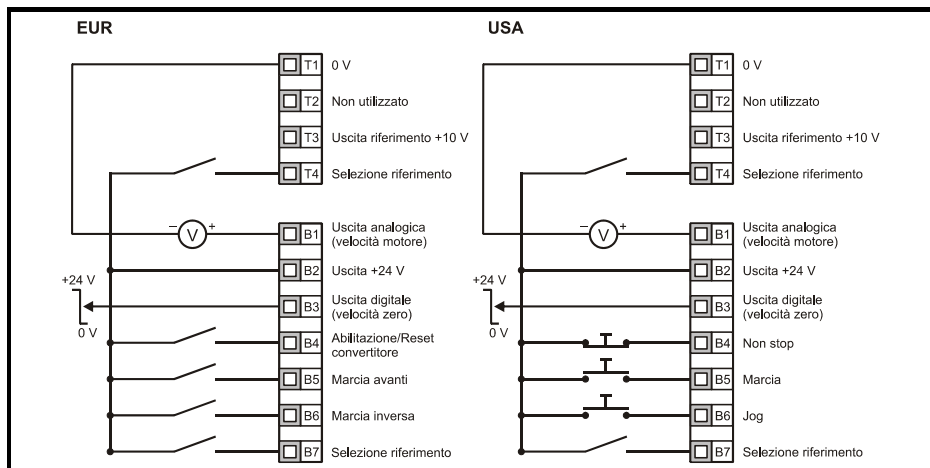 EUR
T1 0 V
T2 Non utilizzato
T3 Uscita riferimento +10 V
T4 Selezione riferimento
– V +
B1 Uscita analogica
(velocità motore)
B2 Uscita +24 V
+24 V
0 V
B3 Uscita digitale
(velocità zero)
B4 Abilitazione/Reset
convertitore
B5 Marcia avanti
B6 Marcia inversa
B7 Selezione riferimento
USA
T1 0 V
T2 Non utilizzato
T3 Uscita riferimento +10 V
T4 Selezione riferimento
– V +
B1 Uscita analogica
(velocità motore)
B2 Uscita +24 V
+24 V
0 V
B3 Uscita digitale
(velocità zero)
B4 Non stop
B5 Marcia
B6 Jog
B7 Selezione riferimento